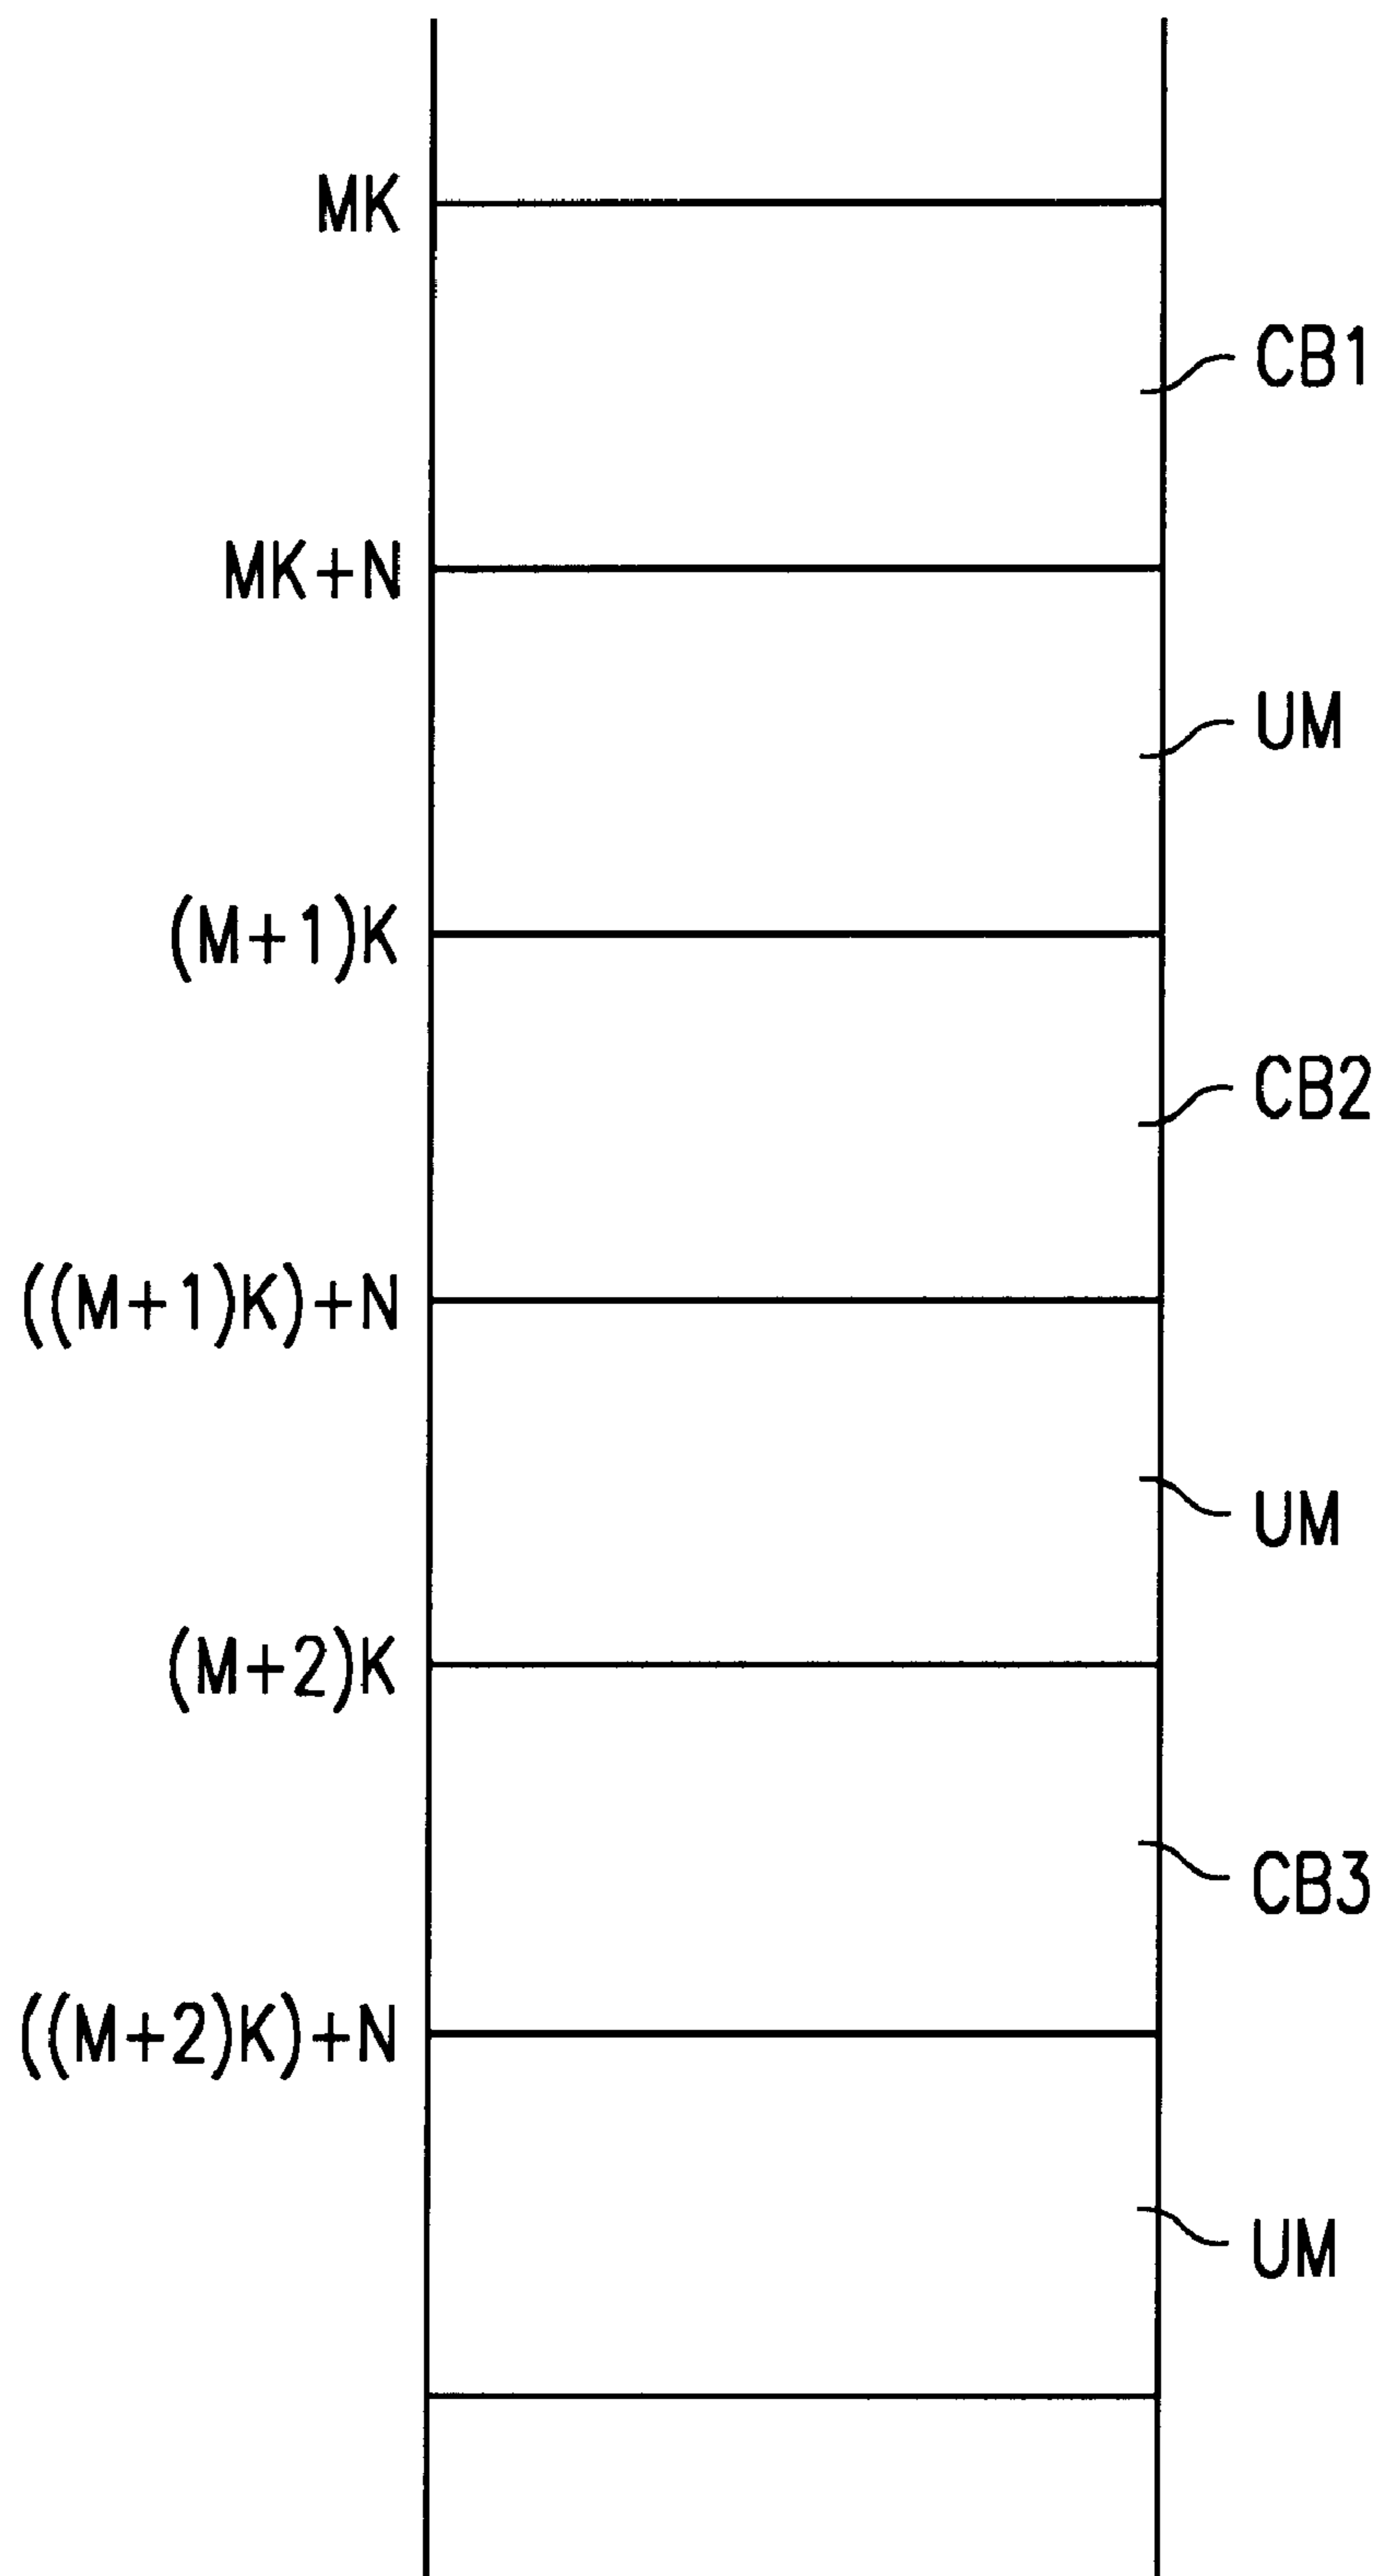 MK
CB1
MK+N
UM
(M+1)K
CB2
((M+1)K)+N
UM
(M+2)K
CB3
((M+2)K)+N
UM